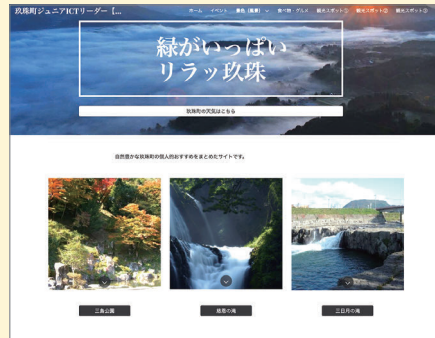 玖珠町ジュニアICTリーダー【...
ホーム イベント 景色（風景） 食べ物・グルメ 観光スポット① 観光スポット② 観光スポット③
緑がいっぱい
リラッ玖珠
玖珠町の天気はこちら
自然豊かな玖珠町の個人的おすすめをまとめたサイトです。
三島公園
慈恩の滝
三日月の滝